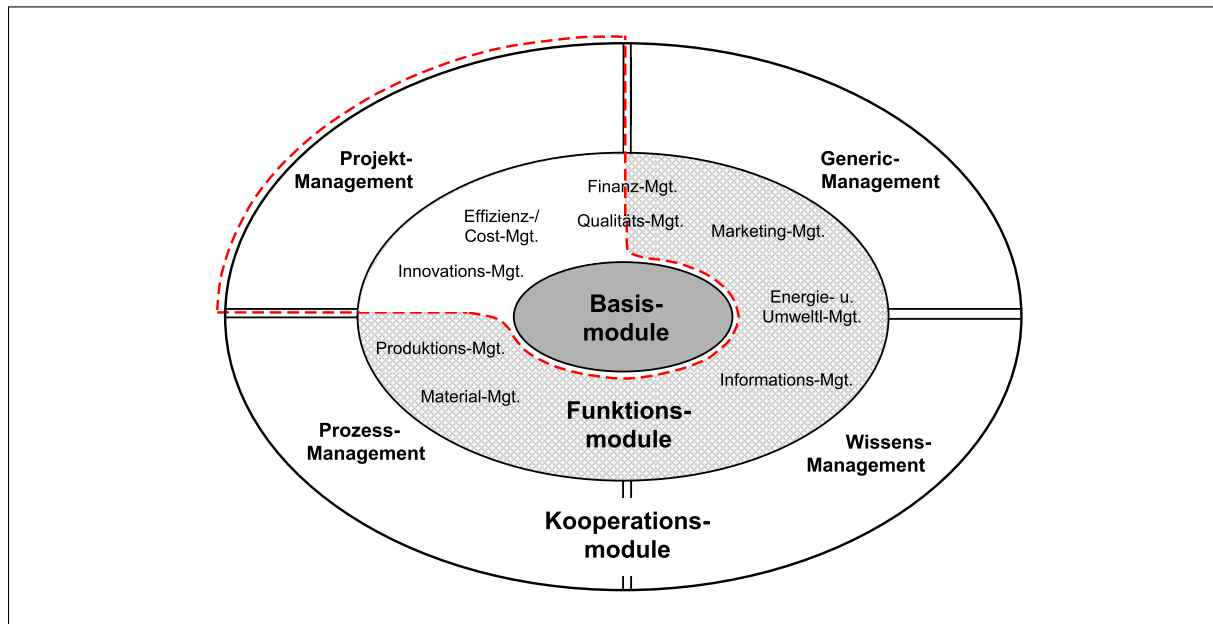 Projekt-
Management
Generic-
Management
Finanz-Mgt.
Effizenz-/
Cost-Mgt.
Qualitäts-Mgt.
Marketing-Mgt.
Innovations-Mgt.
Basis-
module
Energie- u.
Umweltl-Mgt.
Produktions-Mgt.
Informations-Mgt.
Material-Mgt.
Funktions-
module
Prozess-
Management
Wissens-
Management
Kooperations-
module